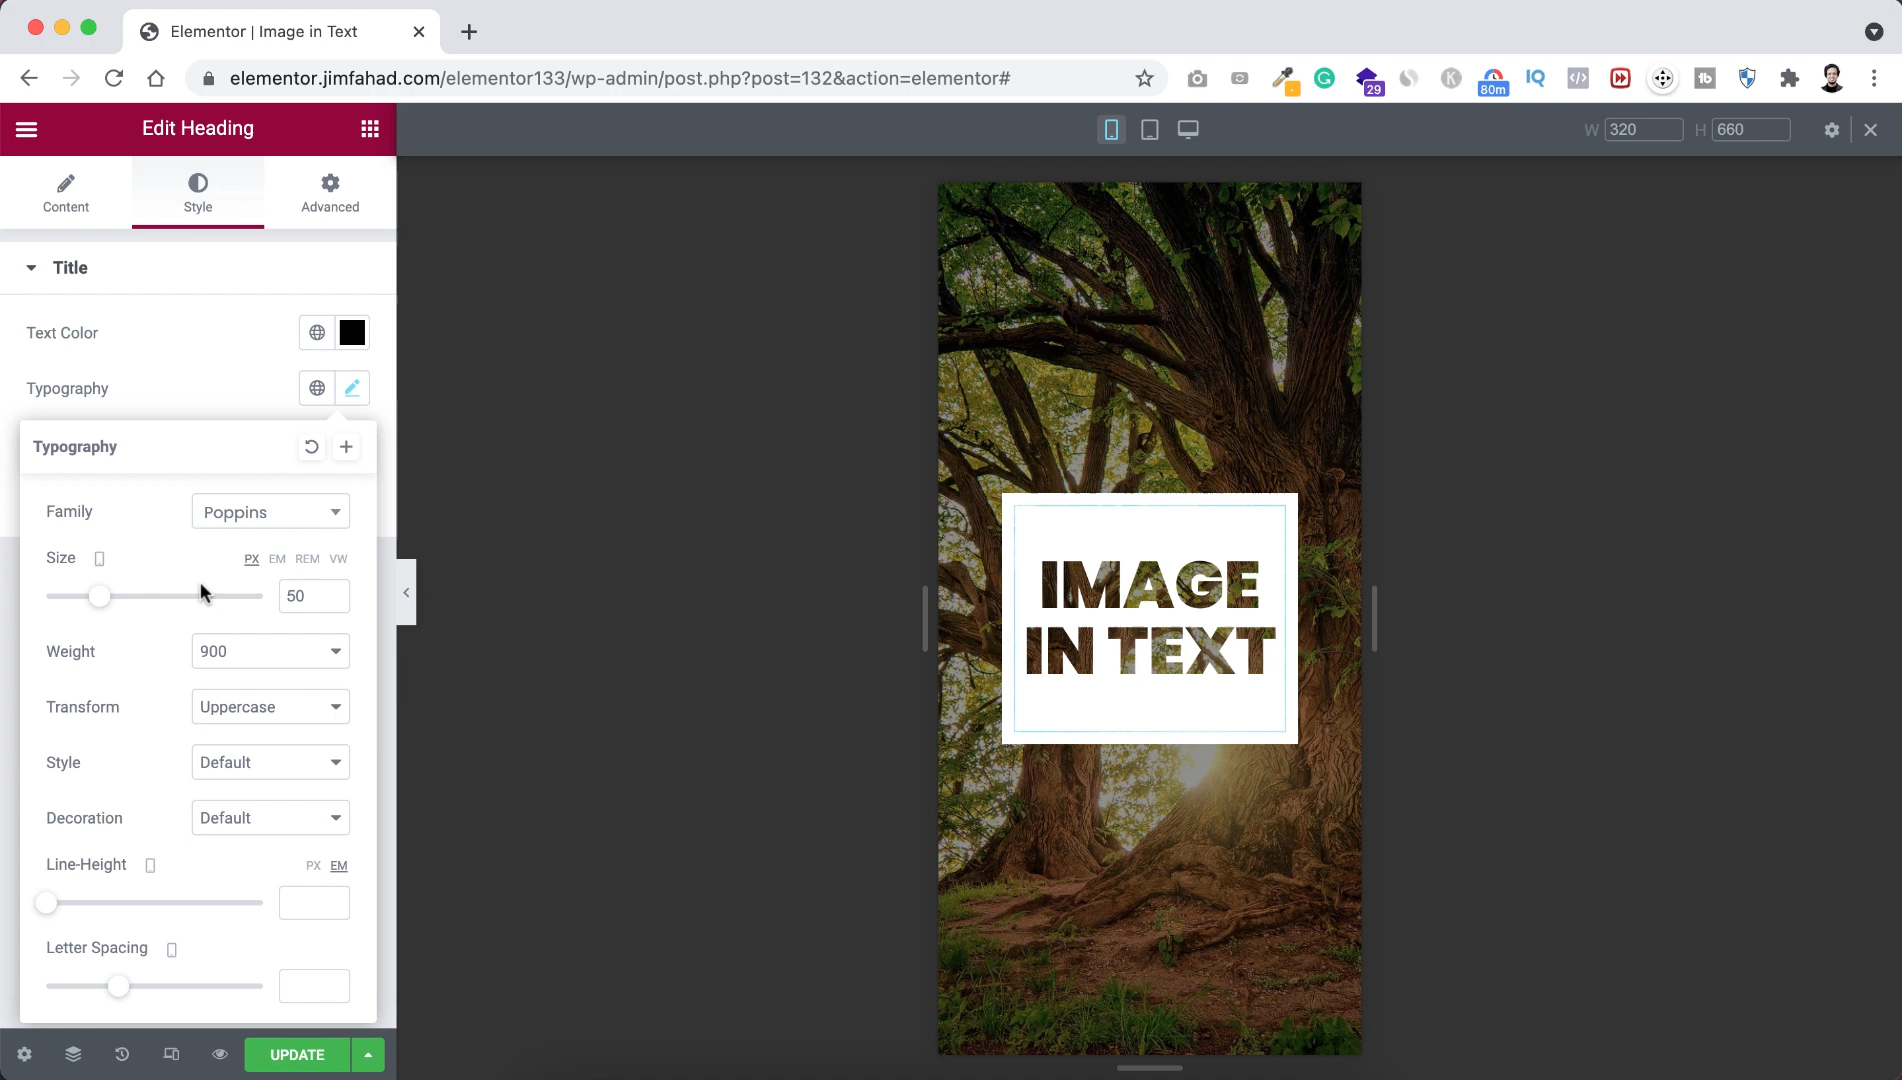 Elementor | Image in Text
elementor.jimfahad.com/elementor133/wp-admin/post.php?post=132&action=elementor#
29
80m
IQ
K
G
tb
Edit Heading
W 320 H 660
Content
Style
Advanced
Title
Text Color
Typography
Typography
Family Poppins
Size PX EM REM VW
50
Weight 900
Transform Uppercase
Style Default
Decoration Default
Line-Height PX EM
Letter Spacing
UPDATE
IMAGE
IN TEXT